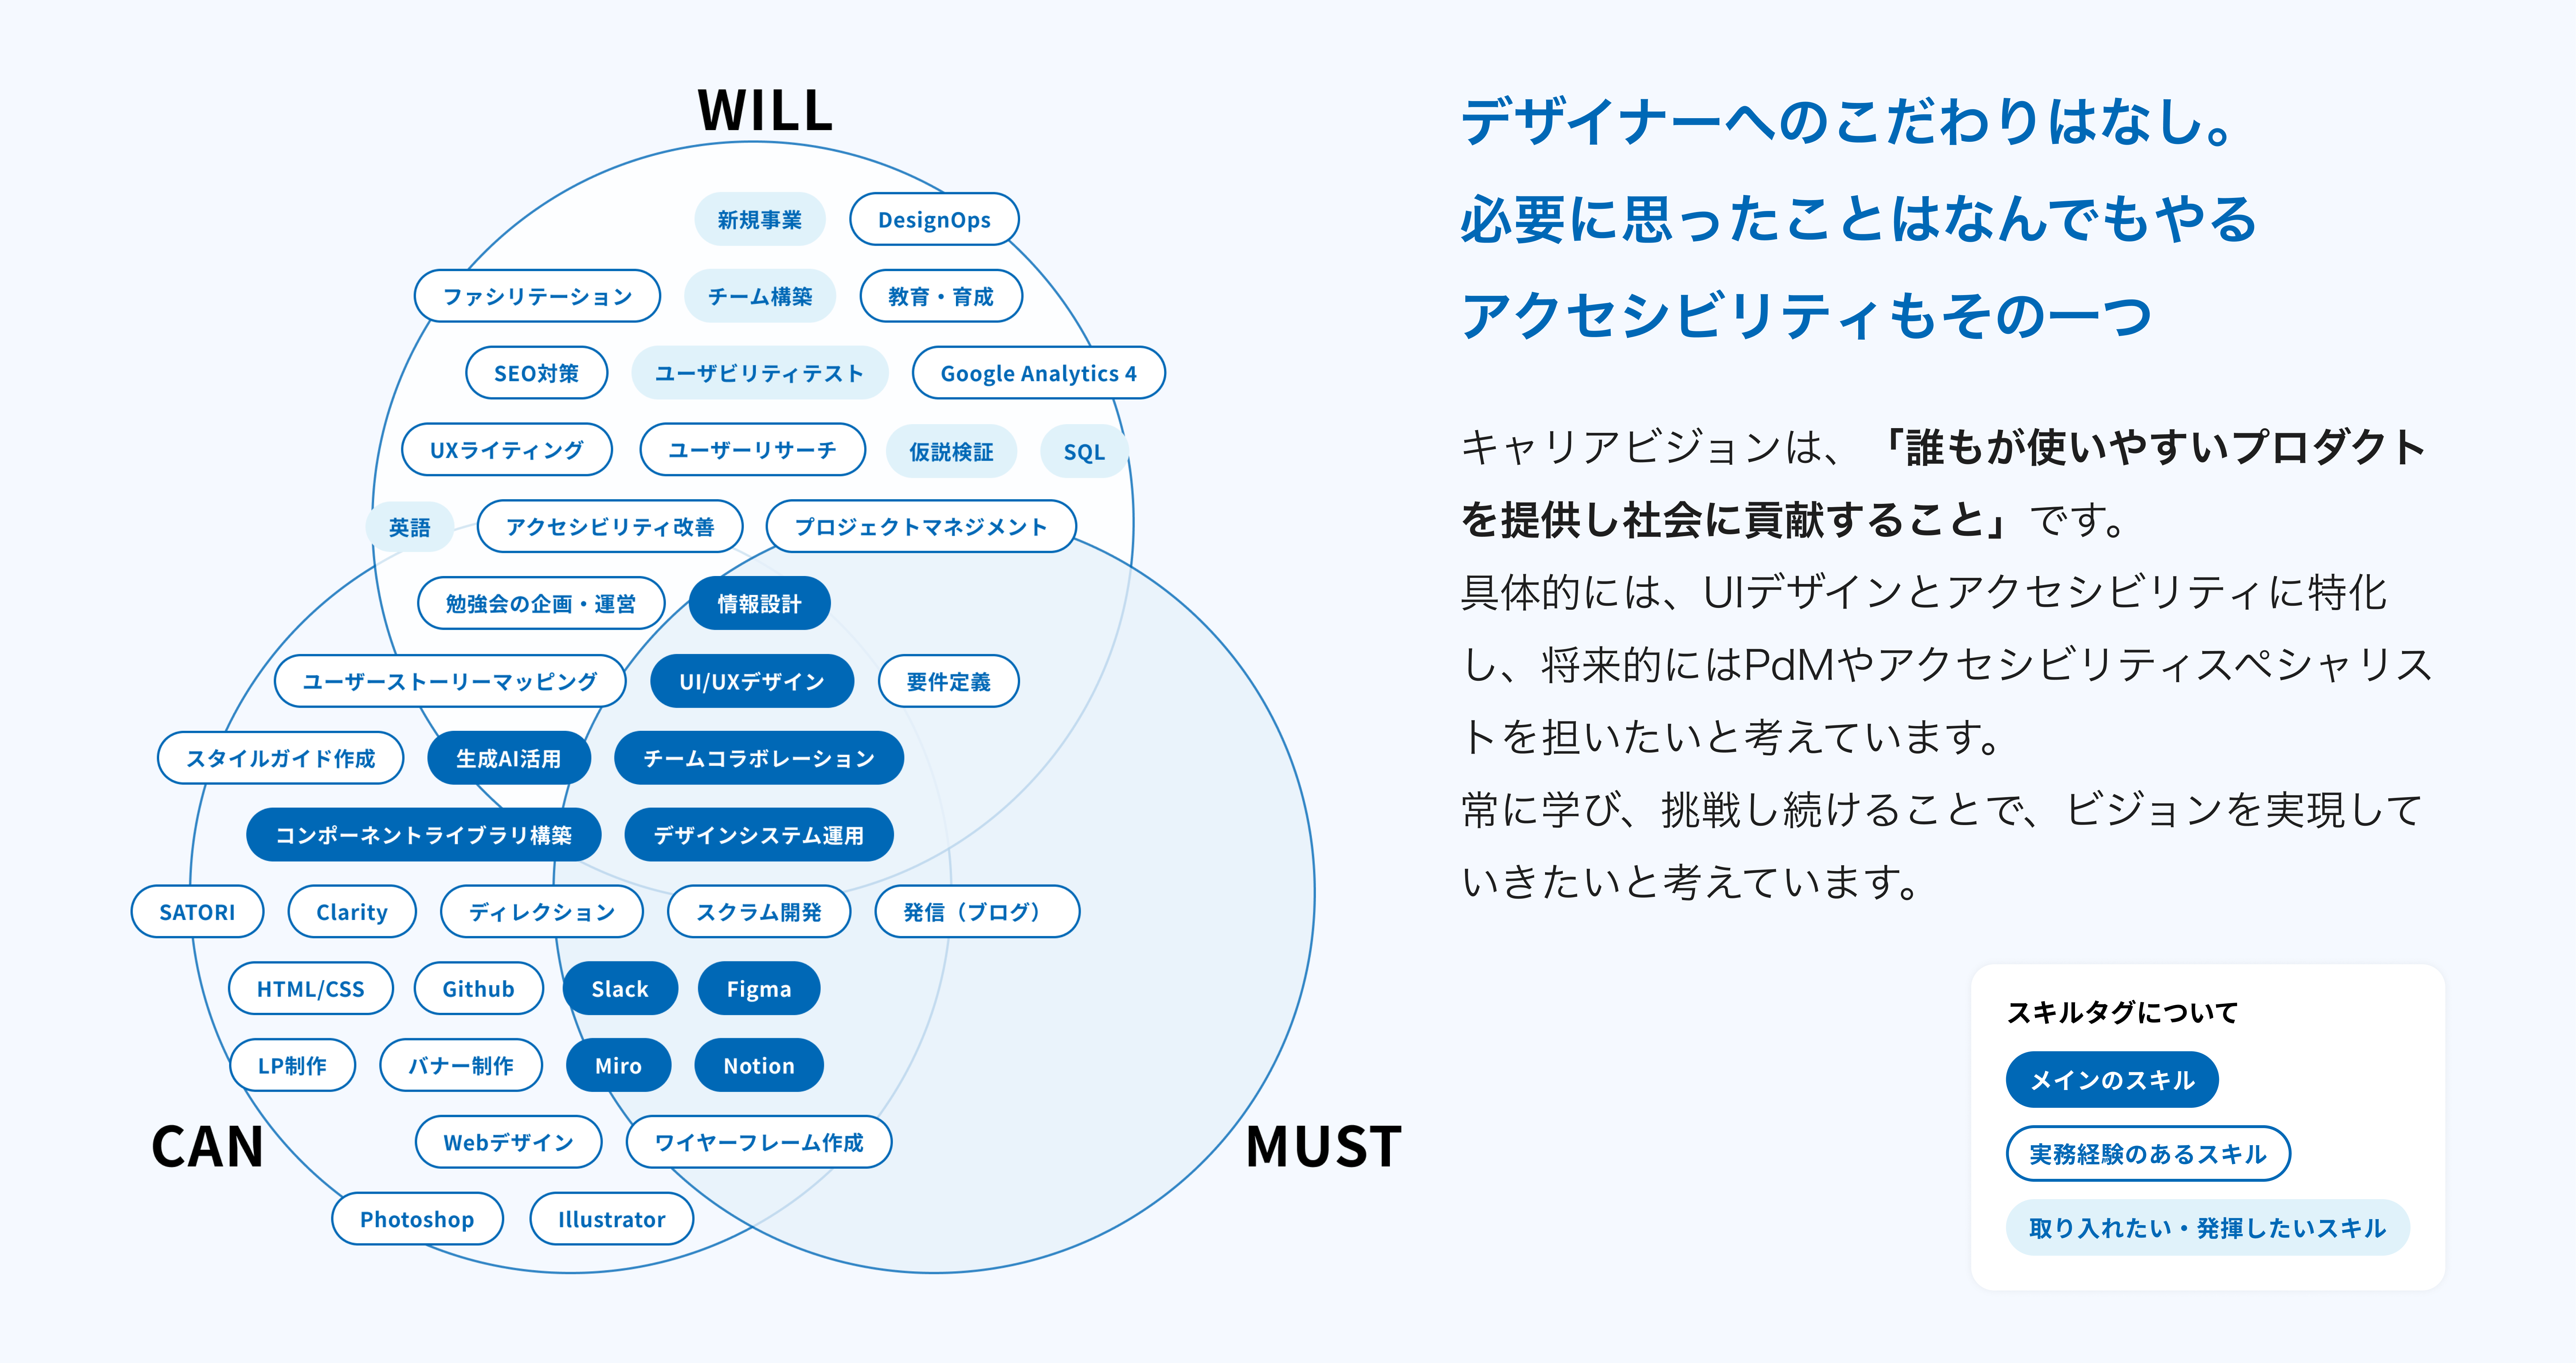 WILL
新規事業
DesignOps
ファシリテーション
チーム構築
教育・育成
SEO対策
ユーザビリティテスト
Google Analytics 4
UXライティング
ユーザーリサーチ
仮説検証
SQL
英語
アクセシビリティ改善
プロジェクトマネジメント
勉強会の企画・運営
情報設計
ユーザーストーリーマッピング
UI/UXデザイン
要件定義
スタイルガイド作成
生成AI活用
チームコラボレーション
コンポーネントライブラリ構築
デザインシステム運用
SATORI
Clarity
ディレクション
スクラム開発
発信（ブログ）
HTML/CSS
Github
Slack
Figma
LP制作
バナー制作
Miro
Notion
CAN
MUST
Webデザイン
ワイヤーフレーム作成
Photoshop
Illustrator
デザイナーへのこだわりはなし。
必要に思ったことはなんでもやる
アクセシビリティもその一つ
キャリアビジョンは、「誰もが使いやすいプロダクト
を提供し社会に貢献すること」です。
具体的には、UIデザインとアクセシビリティに特化
し、将来的にはPdMやアクセシビリティスペシャリス
トを担いたいと考えています。
常に学び、挑戦し続けることで、ビジョンを実現して
いきたいと考えています。
スキルタグについて
メインのスキル
実務経験のあるスキル
取り入れたい・発揮したいスキル